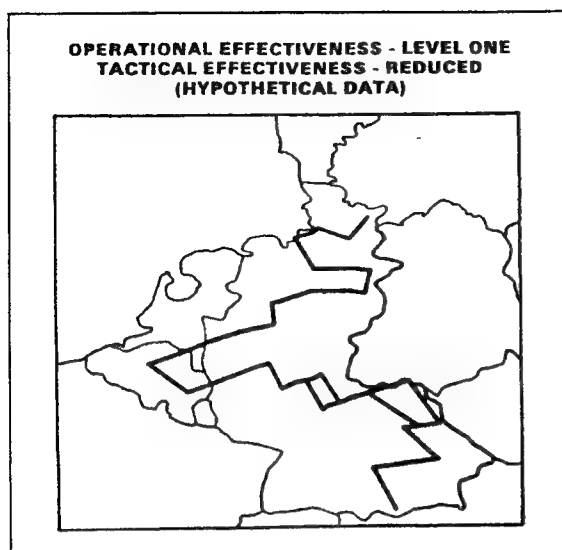 OPERATIONAL EFFECTIVENESS - LEVEL ONE
TACTICAL EFFECTIVENESS - REDUCED
(HYPOTHETICAL DATA)